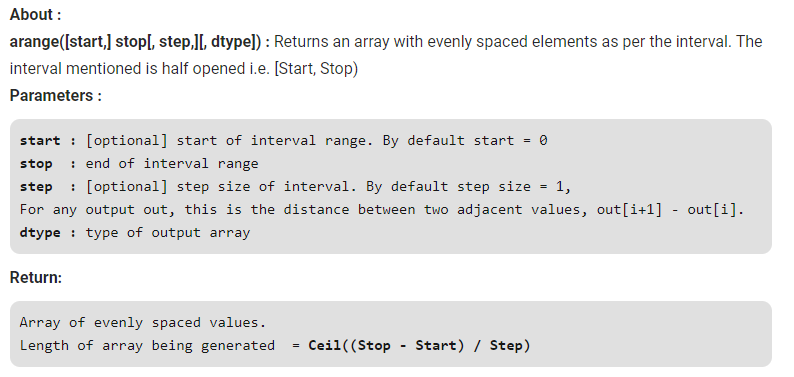 About :
arange([start,] stop[, step,][, dtype]) : Returns an array with evenly spaced elements as per the interval. The
interval mentioned is half opened i.e. [Start, Stop)
Parameters :
start : [optional] start of interval range. By default start = 0
stop  : end of interval range
step  : [optional] step size of interval. By default step size = 1,
For any output out, this is the distance between two adjacent values, out[i+1] - out[i].
dtype : type of output array
Return:
Array of evenly spaced values.
Length of array being generated  = Ceil((Stop - Start) / Step)